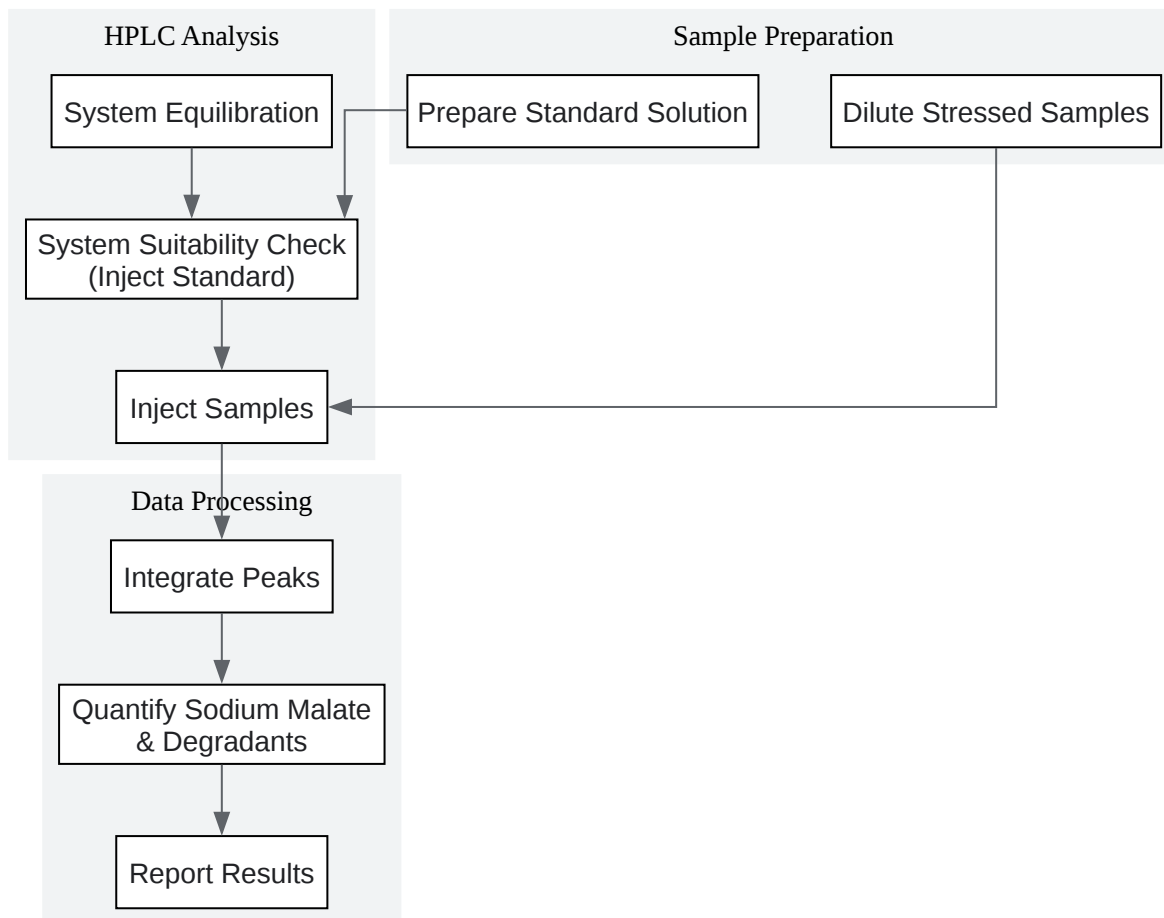 HPLC Analysis
Sample Preparation
System Equilibration
Prepare Standard Solution
Dilute Stressed Samples
System Suitability Check
(Inject Standard)
Inject Samples
Data Processing
Integrate Peaks
Quantify Sodium Malate
& Degradants
Report Results